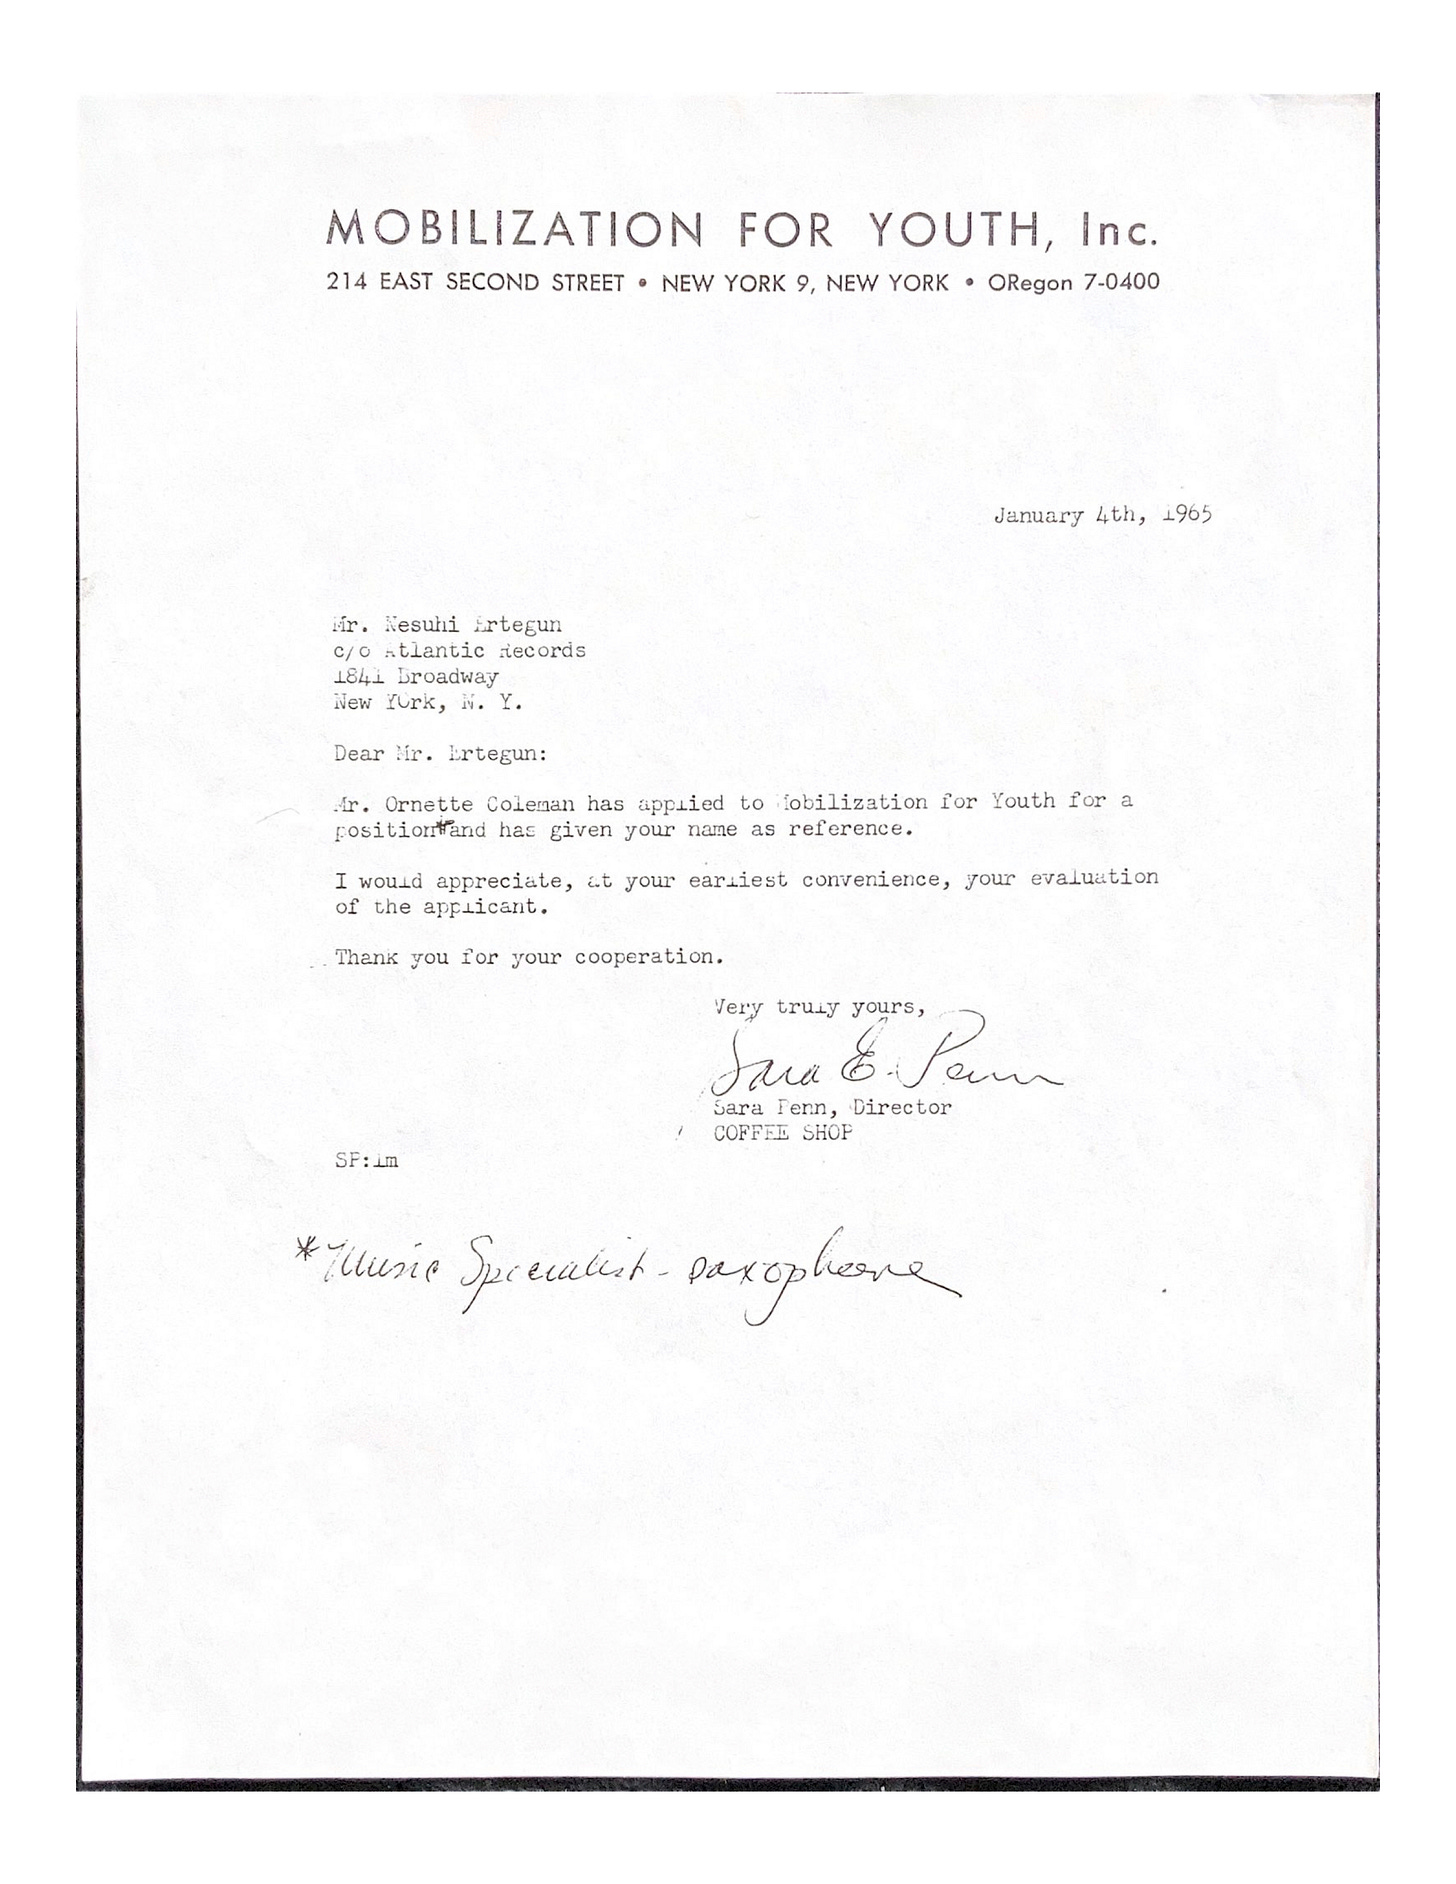 MOBILIZATION FOR YOUTH, Inc.
214 EAST SECOND STREET • NEW YORK 9, NEW YORK • ORegon 7-0400
January 4th, 1965
Mr. Nesuhi Ertegun
c/o Atlantic Records
1841 Broadway
New York, N. Y.
Dear Mr. Ertegun:
Mr. Ornette Coleman has applied to Mobilization for Youth for a
position*and has given your name as reference.
I would appreciate, at your earliest convenience, your evaluation
of the applicant.
Thank you for your cooperation.
Very truly yours,
Sara E. Penn
Sara Penn, Director
COFFEE SHOP
SP:lm
*Music Specialist - saxophone